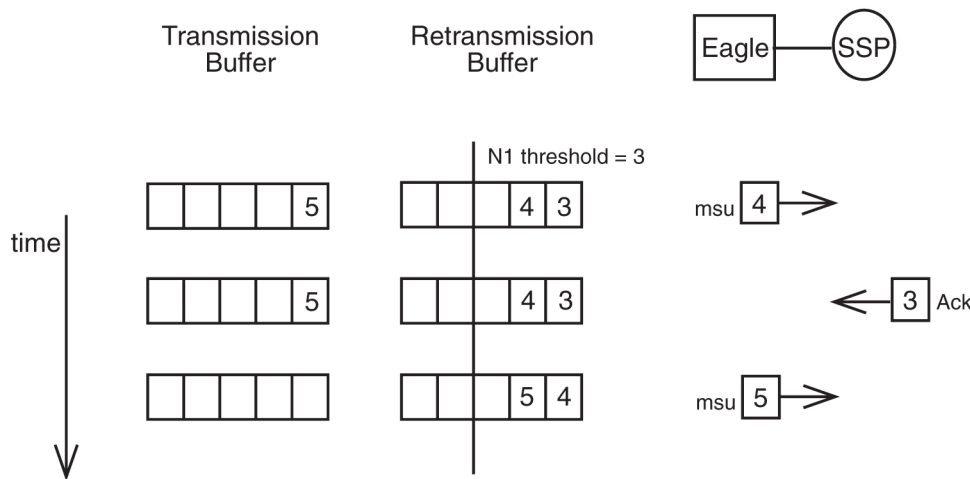 Transmission
Buffer
Retransmission
Buffer
Eagle
SSP
N1 threshold = 3
time
5
4 3
msu 4
5
4 3
3 Ack
5 4
msu 5